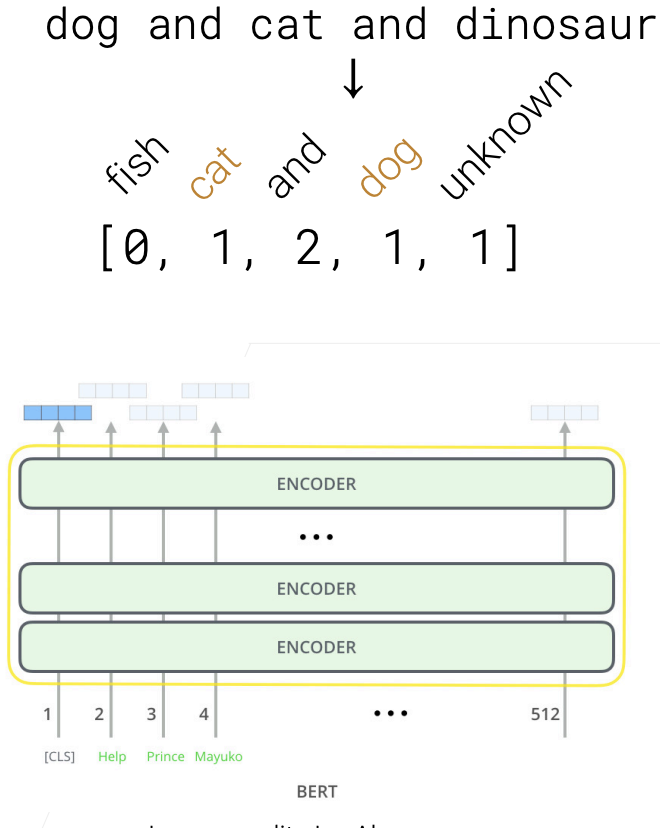 dog and cat and dinosaur
↓
fish cat and dog unknown
[0, 1, 2, 1, 1]
ENCODER
...
ENCODER
ENCODER
1 2 3 4 ... 512
[CLS] Help Prince Mayuko
BERT